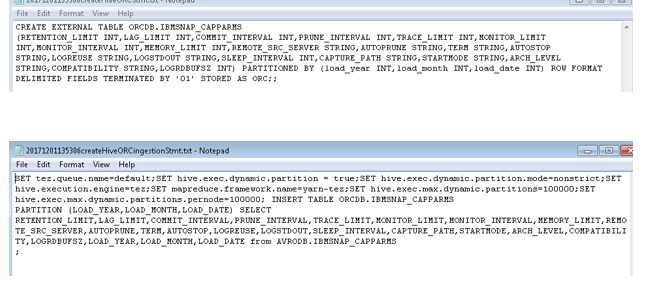 20171201135306createHiveORCStmt.txt - Notepad
File Edit Format View Help
CREATE EXTERNAL TABLE ORCDB.IBMSNAP_CAPPARMS
(RETENTION_LIMIT INT,LAG_LIMIT INT,COMMIT_INTERVAL INT,PRUNE_INTERVAL INT,TRACE_LIMIT INT,MONITOR_LIMIT
INT,MONITOR_INTERVAL INT,MEMORY_LIMIT INT,REMOTE_SRC_SERVER STRING,AUTOPRUNE STRING,TERM STRING,AUTOSTOP
STRING,LOGREUSE STRING,LOGSTDOUT STRING,SLEEP_INTERVAL INT,CAPTURE_PATH STRING,STARTMODE STRING,ARCH_LEVEL
STRING,COMPATIBILITY STRING,LOGRDBUFSZ INT) PARTITIONED BY (load_year INT,load_month INT,load_date INT) ROW FORMAT
DELIMITED FIELDS TERMINATED BY '01' STORED AS ORC;;
20171201135306createHiveORCingestionStmt.txt - Notepad
File Edit Format View Help
SET tez.queue.name=default;SET hive.exec.dynamic.partition = true;SET hive.exec.dynamic.partition.mode=nonstrict;SET
hive.execution.engine=tez;SET mapreduce.framework.name=yarn-tez;SET hive.exec.max.dynamic.partitions=100000;SET
hive.exec.max.dynamic.partitions.pernode=100000; INSERT TABLE ORCDB.IBMSNAP_CAPPARMS
PARTITION (LOAD_YEAR,LOAD_MONTH,LOAD_DATE) SELECT
RETENTION_LIMIT,LAG_LIMIT,COMMIT_INTERVAL,PRUNE_INTERVAL,TRACE_LIMIT,MONITOR_LIMIT,MONITOR_INTERVAL,MEMORY_LIMIT,REMO
TE_SRC_SERVER,AUTOPRUNE,TERM,AUTOSTOP,LOGREUSE,LOGSTDOUT,SLEEP_INTERVAL,CAPTURE_PATH,STARTMODE,ARCH_LEVEL,COMPATIBILI
TY,LOGRDBUFSZ,LOAD_YEAR,LOAD_MONTH,LOAD_DATE from AVRODB.IBMSNAP_CAPPARMS
;